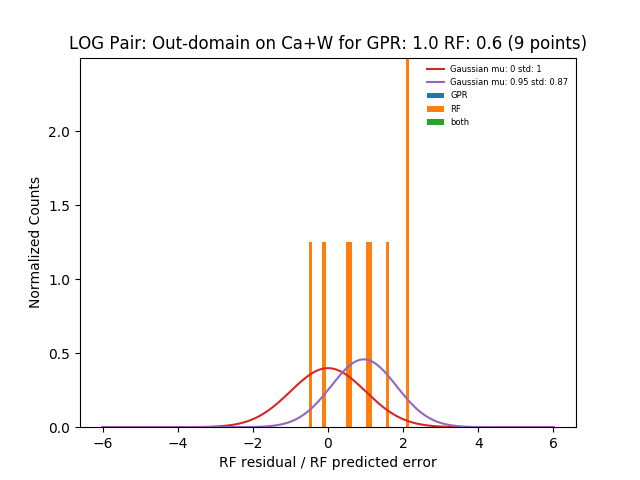 LOG Pair: Out-domain on Ca+W for GPR: 1.0 RF: 0.6 (9 points)
Gaussian mu: 0 std: 1
Gaussian mu: 0.95 std: 0.87
GPR
RF
both
Normalized Counts
2.0
1.5
1.0
0.5
0.0
−6 −4 −2 0 2 4 6
RF residual / RF predicted error